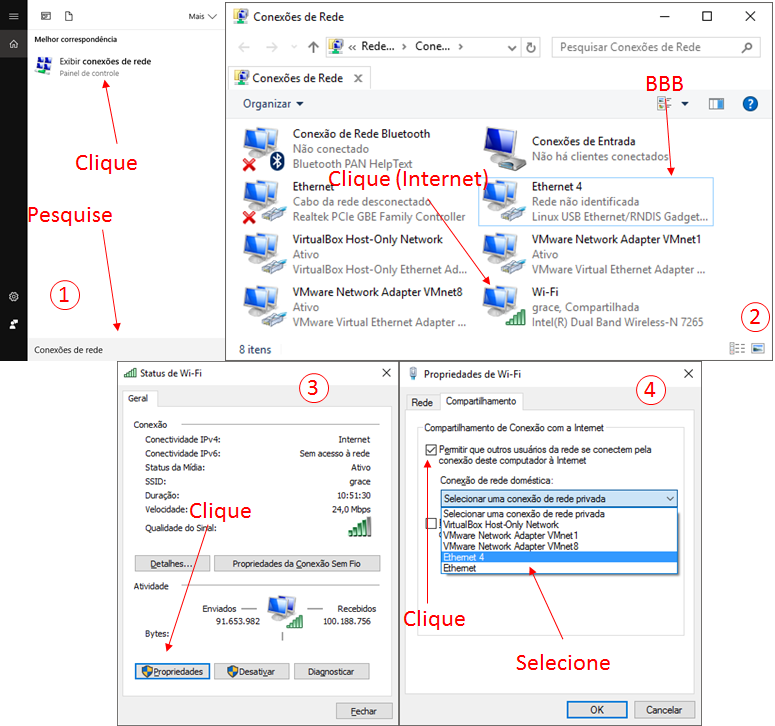 Mais
Melhor correspondência
Exibir conexões de rede
Painel de controle
Clique
Pesquise
1
Conexões de rede
Conexões de Rede
« Rede... > Cone... >
Pesquisar Conexões de Rede
Conexões de Rede
BBB
Organizar
Conexão de Rede Bluetooth
Não conectado
Bluetooth PAN HelpText
Conexões de Entrada
Não há clientes conectados
Clique (Internet)
Ethernet
Cabo da rede desconectado
Realtek PCIe GBE Family Controller
Ethernet 4
Rede não identificada
Linux USB Ethernet/RNDIS Gadget...
VirtualBox Host-Only Network
Ativo
VirtualBox Host-Only Ethernet Ad...
VMware Network Adapter VMnet1
Ativo
VMware Virtual Ethernet Adapter ...
VMware Network Adapter VMnet8
Ativo
VMware Virtual Ethernet Adapter ...
Wi-Fi
grace, Compartilhada
Intel(R) Dual Band Wireless-N 7265
2
8 itens
Status de Wi-Fi
3
Geral
Conexão
Conectividade IPv4: Internet
Conectividade IPv6: Sem acesso à rede
Status da Mídia: Ativo
SSID: grace
Duração: 10:51:30
Velocidade: 24,0 Mbps
Clique
Qualidade do Sinal:
Detalhes...
Propriedades da Conexão Sem Fio
Atividade
Enviados — — Recebidos
Bytes: 91.653.982 | 100.188.756
Propriedades
Desativar
Diagnosticar
Fechar
Propriedades de Wi-Fi
4
Rede
Compartilhamento
Compartilhamento de Conexão com a Internet
Permitir que outros usuários da rede se conectem pela
conexão deste computador à Internet
Conexão de rede doméstica:
Selecionar uma conexão de rede privada
Selecionar uma conexão de rede privada
VirtualBox Host-Only Network
VMware Network Adapter VMnet1
VMware Network Adapter VMnet8
Ethernet 4
Ethernet
Clique
Selecione
OK
Cancelar